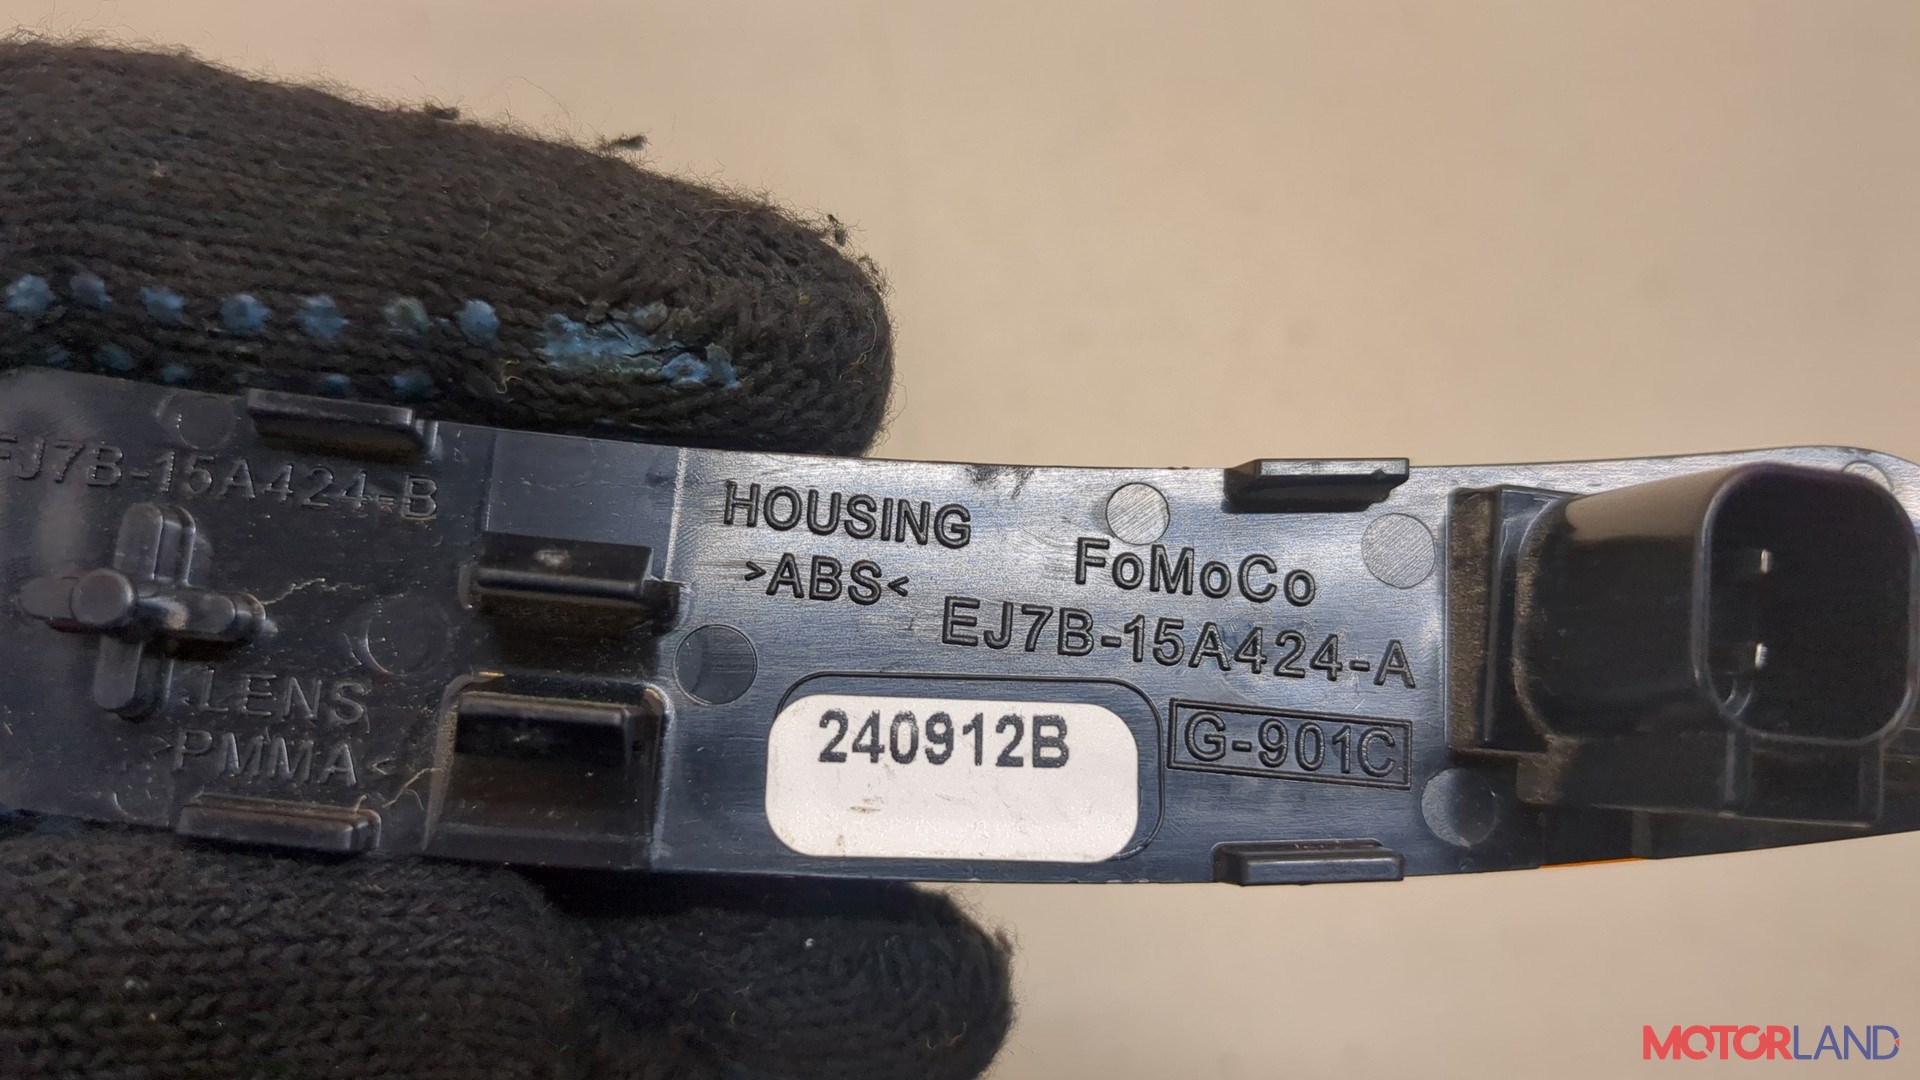 EJ7B-15A424-B
LENS
>PMMA<
HOUSING
>ABS<
FoMoCo
EJ7B-15A424-A
240912B
G-901C
MOTORLAND